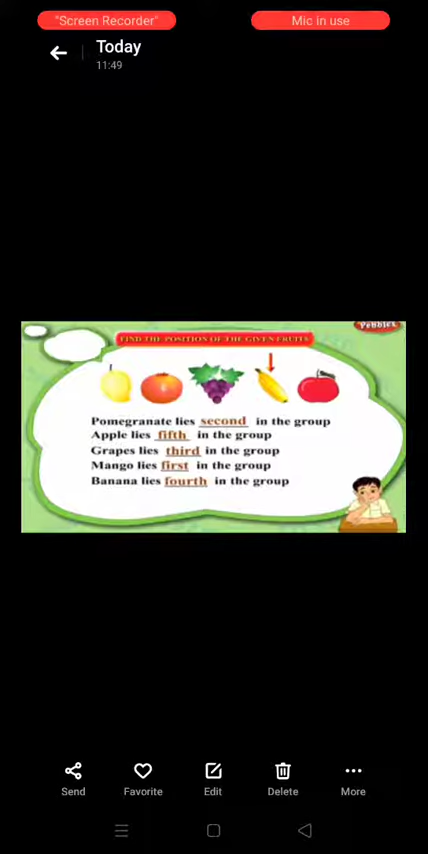 "Screen Recorder"
Mic in use
Today
11:49
Pebbles
FIND THE POSITION OF THE GIVEN FRUITS
Pomegranate lies second in the group
Apple lies fifth in the group
Grapes lies third in the group
Mango lies first in the group
Banana lies fourth in the group
Send
Favorite
Edit
Delete
More